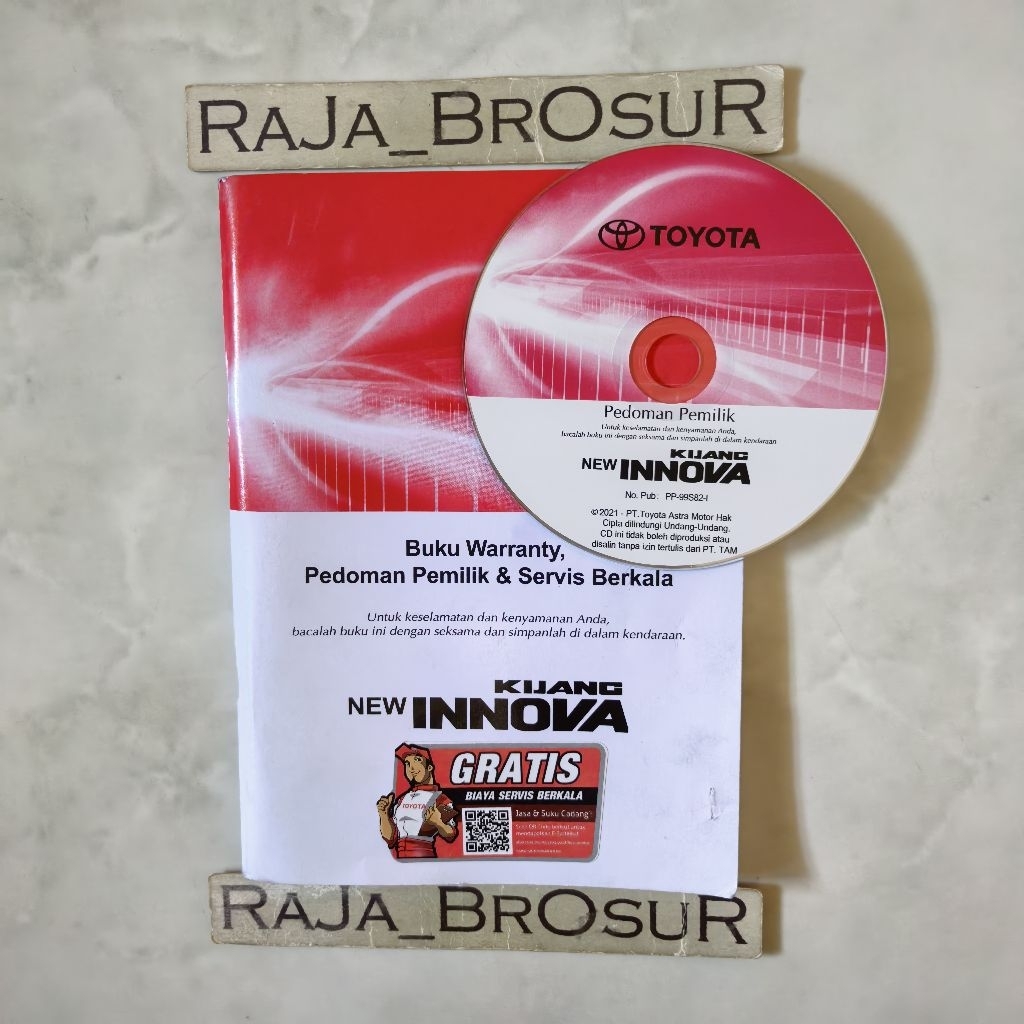 RAJA_BROSUR
TOYOTA
Pedoman Pemilik
Untuk keselamatan dan kenyamanan Anda,
bacalah buku ini dengan seksama dan simpanlah di dalam kendaraan
KIJANG
NEW INNOVA
No. Pub: PP-99S82-I
©2021 - PT.Toyota Astra Motor Hak
Cipta dilindungi Undang-Undang.
CD ini tidak boleh diproduksi atau
disalin tanpa izin tertulis dari PT. TAM
Buku Warranty,
Pedoman Pemilik & Servis Berkala
Untuk keselamatan dan kenyamanan Anda,
bacalah buku ini dengan seksama dan simpanlah di dalam kendaraan.
KIJANG
NEW INNOVA
GRATIS
BIAYA SERVIS BERKALA
TOYOTA
Jasa & Suku Cadang
RAJA_BROSUR